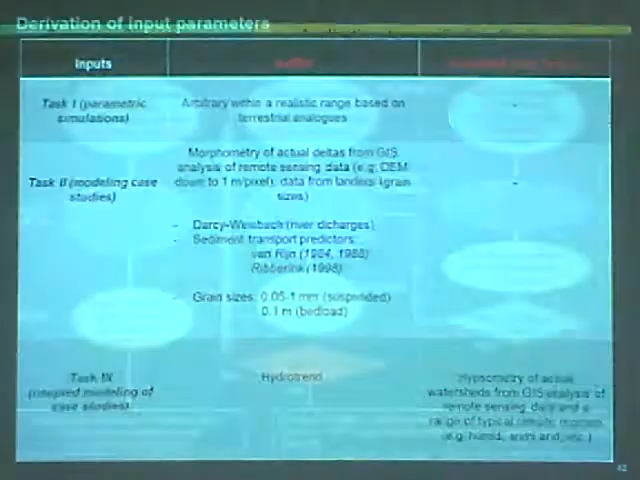 Derivation of input parameters
Inputs
Task I (parametric
simulations)
Arbitrary within a realistic range based on
terrestrial analogues
-
Task II (modeling case
studies)
Morphometry of actual deltas from GIS
analysis of remote sensing data (e.g. DEM
down to 1 m/pixel), data from landers (grain
sizes)
-
- Darcy-Weisbach (river dicharges)
- Sediment transport predictors:
van Rijn (1984, 1988)
Ribberink (1998)
- Grain sizes: 0.05-1 mm (suspended)
0.1 m (bedload)
Task III
(coupled modeling of
case studies)
Hydrotrend
Hypsometry of actual
watersheds from GIS analysis of
remote sensing data and a
range of typical climatic regimes
(e.g. humid, arid, etc.)
42